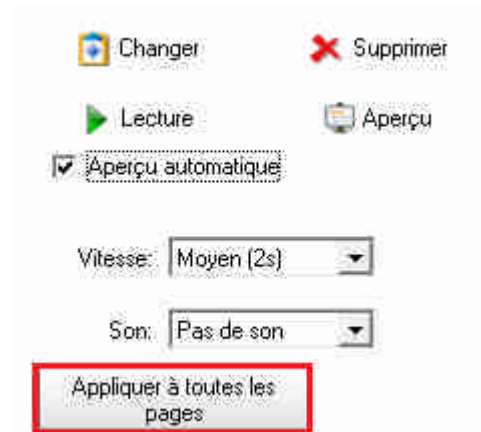 Changer
Supprimer
Lecture
Aperçu
Aperçu automatique
Vitesse: Moyen (2s)
Son: Pas de son
Appliquer à toutes les
pages